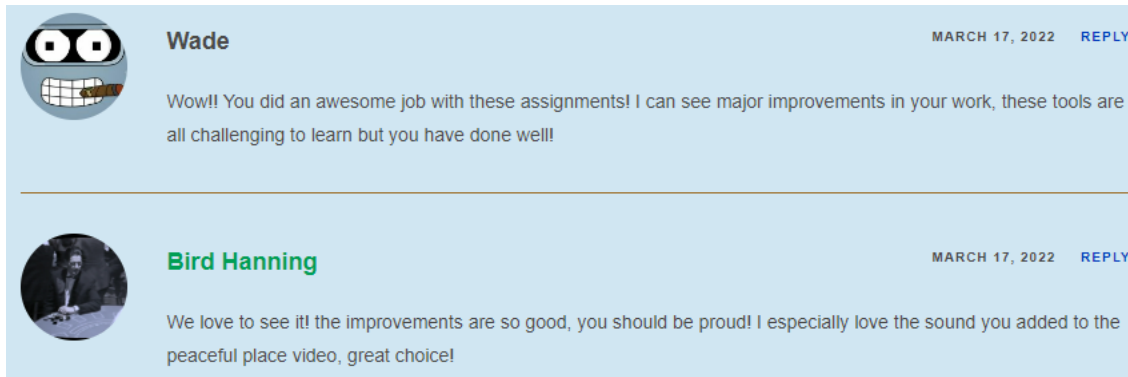 Wade
MARCH 17, 2022 REPLY
Wow!! You did an awesome job with these assignments! I can see major improvements in your work, these tools are
all challenging to learn but you have done well!
Bird Hanning
MARCH 17, 2022 REPLY
We love to see it! the improvements are so good, you should be proud! I especially love the sound you added to the
peaceful place video, great choice!